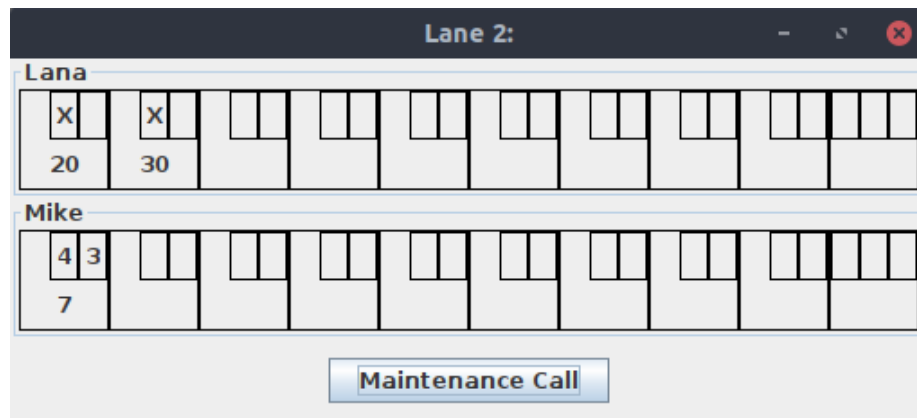 Lane 2:
Lana
X X
20 30
Mike
4 3
7
Maintenance Call